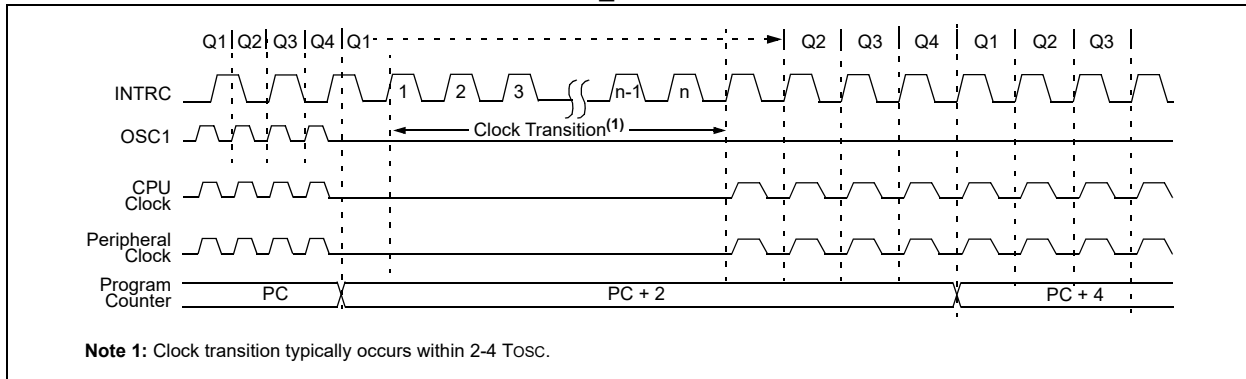 Q1 Q2 Q3 Q4 Q1 Q2 Q3 Q4 Q1 Q2 Q3
INTRC
1 2 3 n-1 n
OSC1
Clock Transition(1)
CPU
Clock
Peripheral
Clock
Program
Counter
PC PC + 2 PC + 4
Note 1: Clock transition typically occurs within 2-4 TOSC.